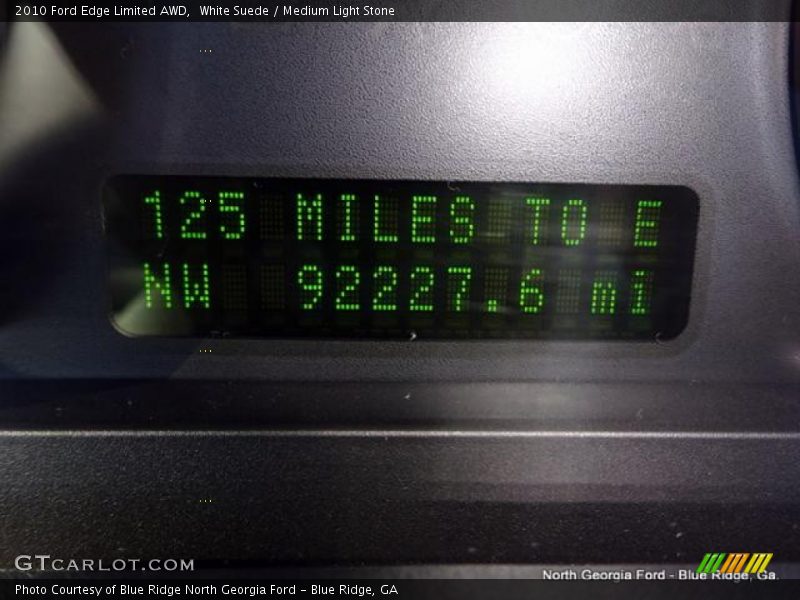 2010 Ford Edge Limited AWD,  White Suede / Medium Light Stone
125 MILES TO E
NW 92227.6 mi
GTCARLOT.COM
North Georgia Ford - Blue Ridge, Ga.
Photo Courtesy of Blue Ridge North Georgia Ford - Blue Ridge, GA